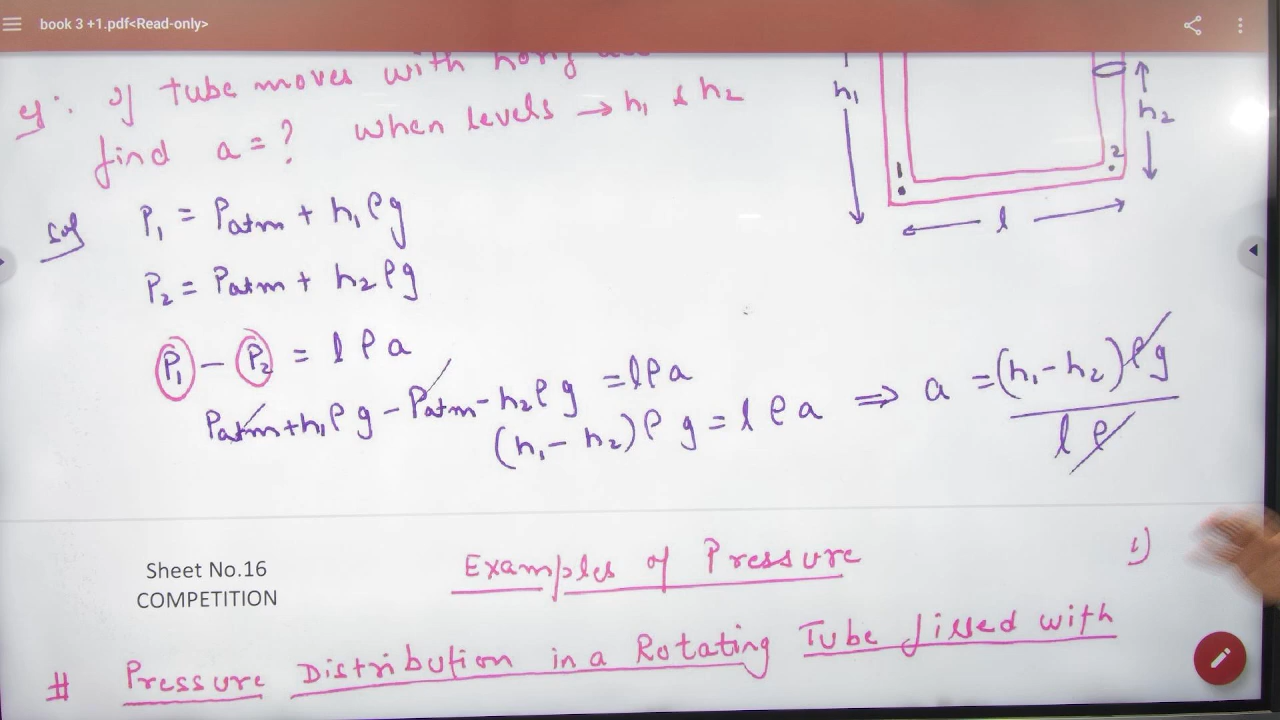 book 3 +1.pdf<Read-only>
eg: If tube moves with
find a = ? when levels → h₁ & h₂
h₁
h₂
1
2
l
Sol P₁ = Patm + h₁ρg
P₂ = Patm + h₂ρg
P₁ - P₂ = lρa
Patm + h₁ρg - Patm - h₂ρg = lρa
(h₁ - h₂)ρg = lρa ⇒ a = (h₁ - h₂)ρg / lρ
Sheet No.16
COMPETITION
Examples of Pressure
1)
# Pressure Distribution in a Rotating Tube filled with